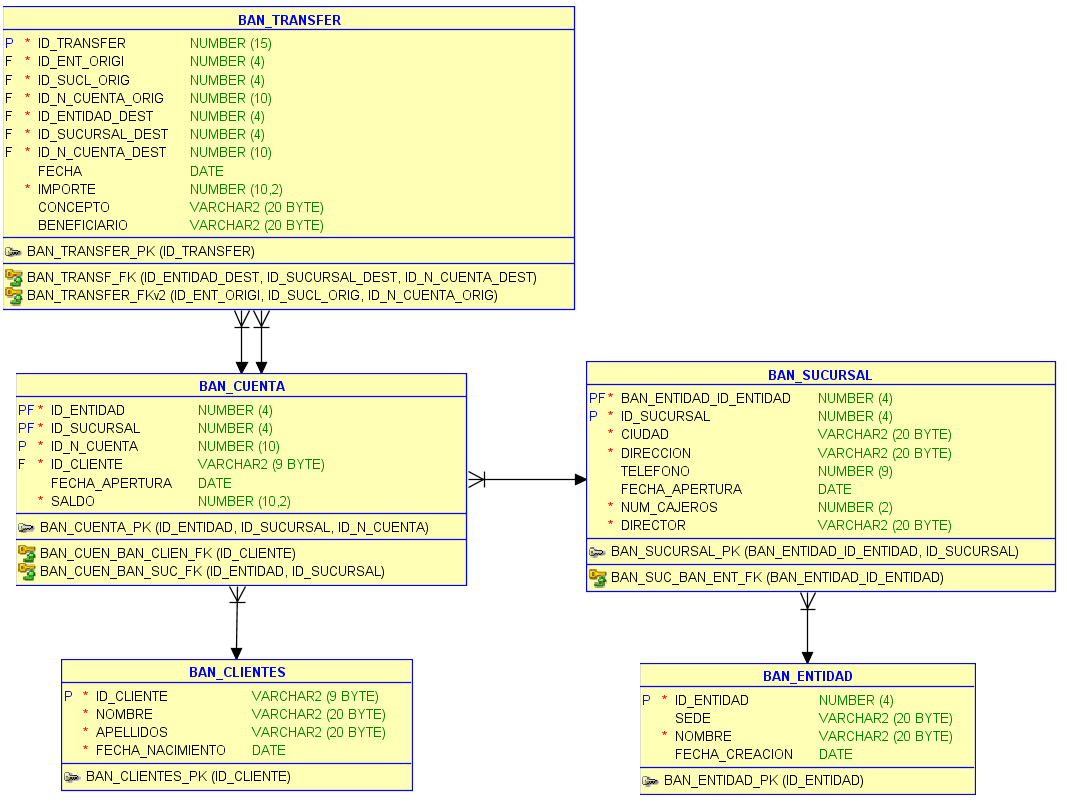 BAN_TRANSFER
P * ID_TRANSFER NUMBER (15)
F * ID_ENT_ORIGI NUMBER (4)
F * ID_SUCL_ORIG NUMBER (4)
F * ID_N_CUENTA_ORIG NUMBER (10)
F * ID_ENTIDAD_DEST NUMBER (4)
F * ID_SUCURSAL_DEST NUMBER (4)
F * ID_N_CUENTA_DEST NUMBER (10)
FECHA DATE
* IMPORTE NUMBER (10,2)
CONCEPTO VARCHAR2 (20 BYTE)
BENEFICIARIO VARCHAR2 (20 BYTE)
BAN_TRANSFER_PK (ID_TRANSFER)
BAN_TRANSF_FK (ID_ENTIDAD_DEST, ID_SUCURSAL_DEST, ID_N_CUENTA_DEST)
BAN_TRANSFER_FKv2 (ID_ENT_ORIGI, ID_SUCL_ORIG, ID_N_CUENTA_ORIG)
BAN_CUENTA
PF * ID_ENTIDAD NUMBER (4)
PF * ID_SUCURSAL NUMBER (4)
P * ID_N_CUENTA NUMBER (10)
F * ID_CLIENTE VARCHAR2 (9 BYTE)
FECHA_APERTURA DATE
* SALDO NUMBER (10,2)
BAN_CUENTA_PK (ID_ENTIDAD, ID_SUCURSAL, ID_N_CUENTA)
BAN_CUEN_BAN_CLIEN_FK (ID_CLIENTE)
BAN_CUEN_BAN_SUC_FK (ID_ENTIDAD, ID_SUCURSAL)
BAN_SUCURSAL
PF * BAN_ENTIDAD_ID_ENTIDAD NUMBER (4)
P * ID_SUCURSAL NUMBER (4)
* CIUDAD VARCHAR2 (20 BYTE)
* DIRECCION VARCHAR2 (20 BYTE)
TELEFONO NUMBER (9)
FECHA_APERTURA DATE
* NUM_CAJEROS NUMBER (2)
* DIRECTOR VARCHAR2 (20 BYTE)
BAN_SUCURSAL_PK (BAN_ENTIDAD_ID_ENTIDAD, ID_SUCURSAL)
BAN_SUC_BAN_ENT_FK (BAN_ENTIDAD_ID_ENTIDAD)
BAN_CLIENTES
P * ID_CLIENTE VARCHAR2 (9 BYTE)
* NOMBRE VARCHAR2 (20 BYTE)
* APELLIDOS VARCHAR2 (20 BYTE)
* FECHA_NACIMIENTO DATE
BAN_CLIENTES_PK (ID_CLIENTE)
BAN_ENTIDAD
P * ID_ENTIDAD NUMBER (4)
SEDE VARCHAR2 (20 BYTE)
* NOMBRE VARCHAR2 (20 BYTE)
FECHA_CREACION DATE
BAN_ENTIDAD_PK (ID_ENTIDAD)